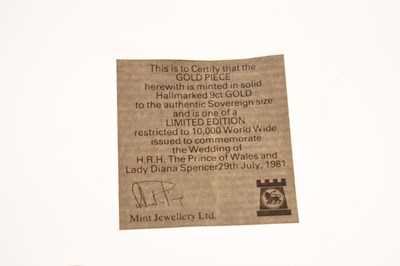 This is to Certify that the
GOLD PIECE
herewith is minted in solid
Hallmarked 9ct GOLD
to the authentic Sovereign size
and is one of a
LIMITED EDITION
restricted to 10,000 World Wide
issued to commemorate
the Wedding of
H.R.H. The Prince of Wales and
Lady Diana Spencer29th July, 1981
Mint Jewellery Ltd.